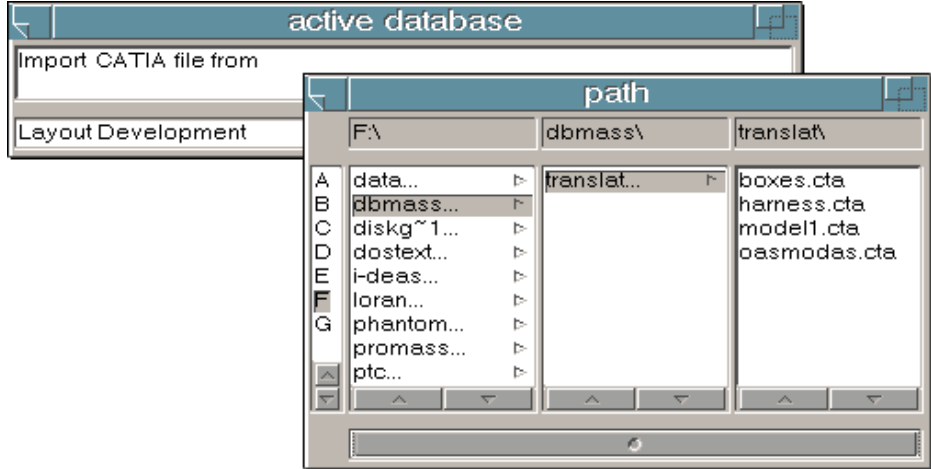 active database
Import CATIA file from
Layout Development
path
F:\
dbmass\
translat\
A
B
C
D
E
F
G
data...
dbmass...
diskg~1...
dostext...
i-deas...
loran...
phantom...
promass...
ptc...
translat...
boxes.cta
harness.cta
model1.cta
oasmodas.cta